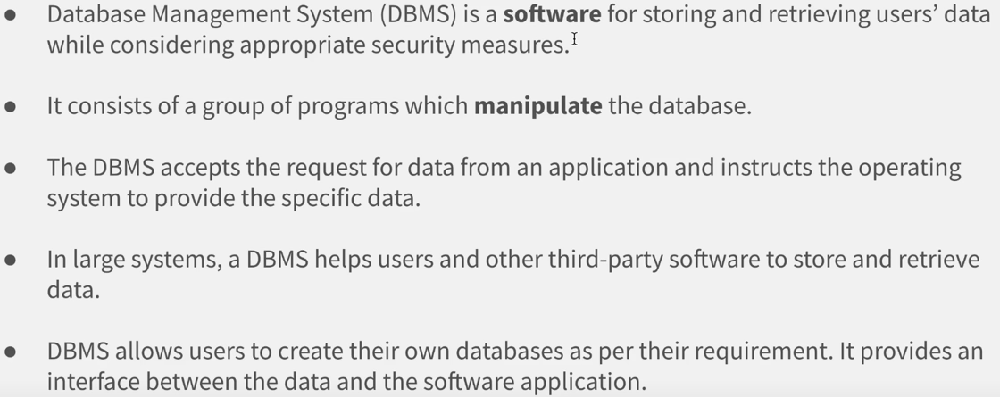 ● Database Management System (DBMS) is a software for storing and retrieving users’ data
while considering appropriate security measures.
● It consists of a group of programs which manipulate the database.
● The DBMS accepts the request for data from an application and instructs the operating
system to provide the specific data.
● In large systems, a DBMS helps users and other third-party software to store and retrieve
data.
● DBMS allows users to create their own databases as per their requirement. It provides an
interface between the data and the software application.